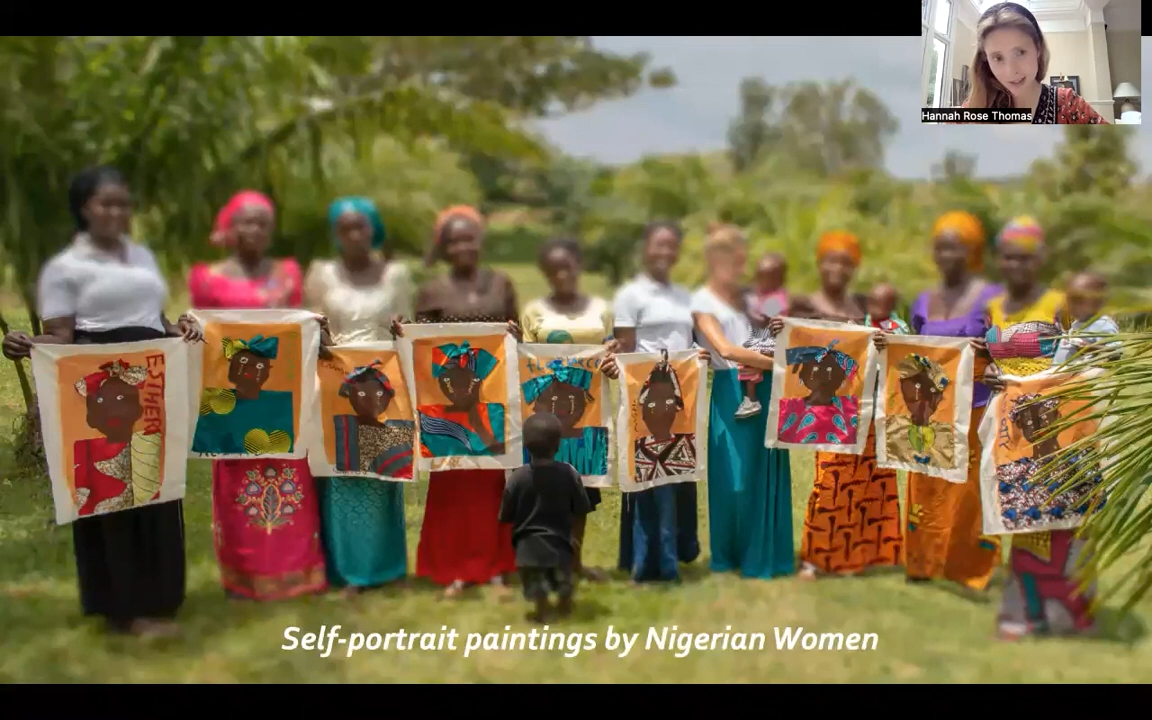 Hannah Rose Thomas
ESTHER
Self-portrait paintings by Nigerian Women